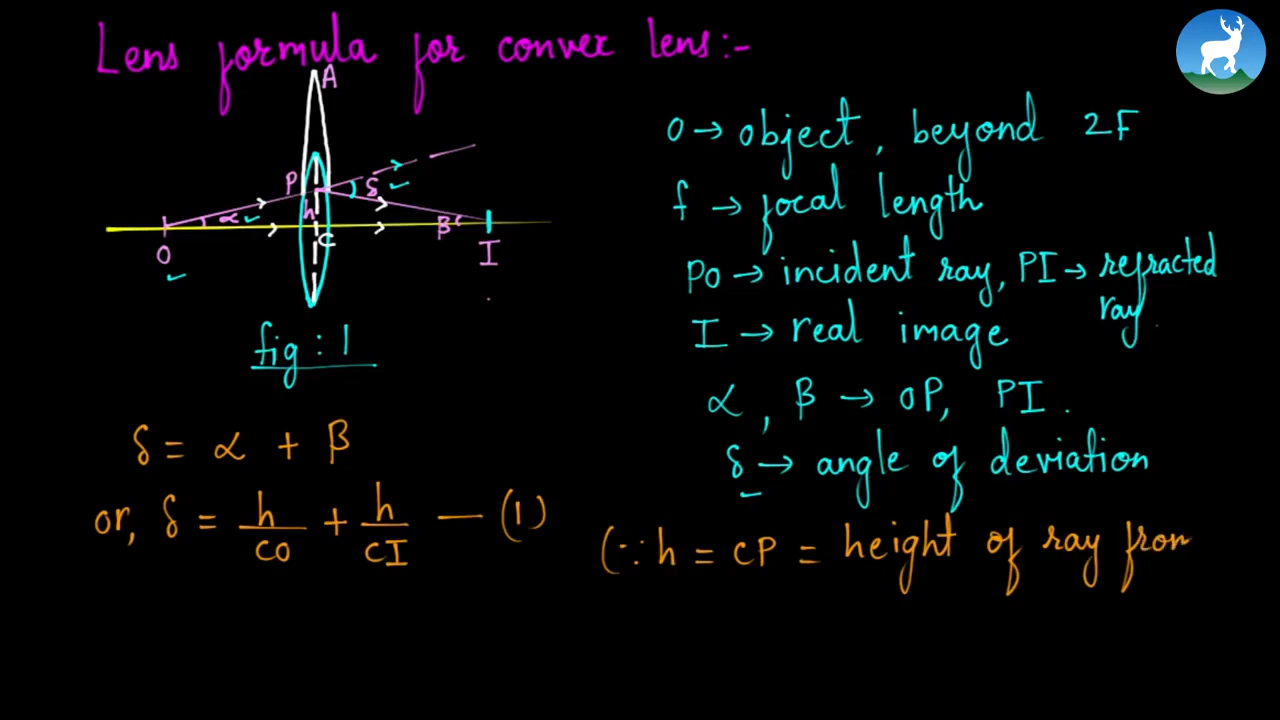 Lens formula for convex lens:-
A
P
δ
α
h
C
β
O
I
fig : 1
δ = α + β
or, δ = h/CO + h/CI — (1)
O → object, beyond 2F
f → focal length
PO → incident ray, PI → refracted
ray
I → real image
α, β → OP, PI.
δ → angle of deviation
(∵ h = CP = height of ray from